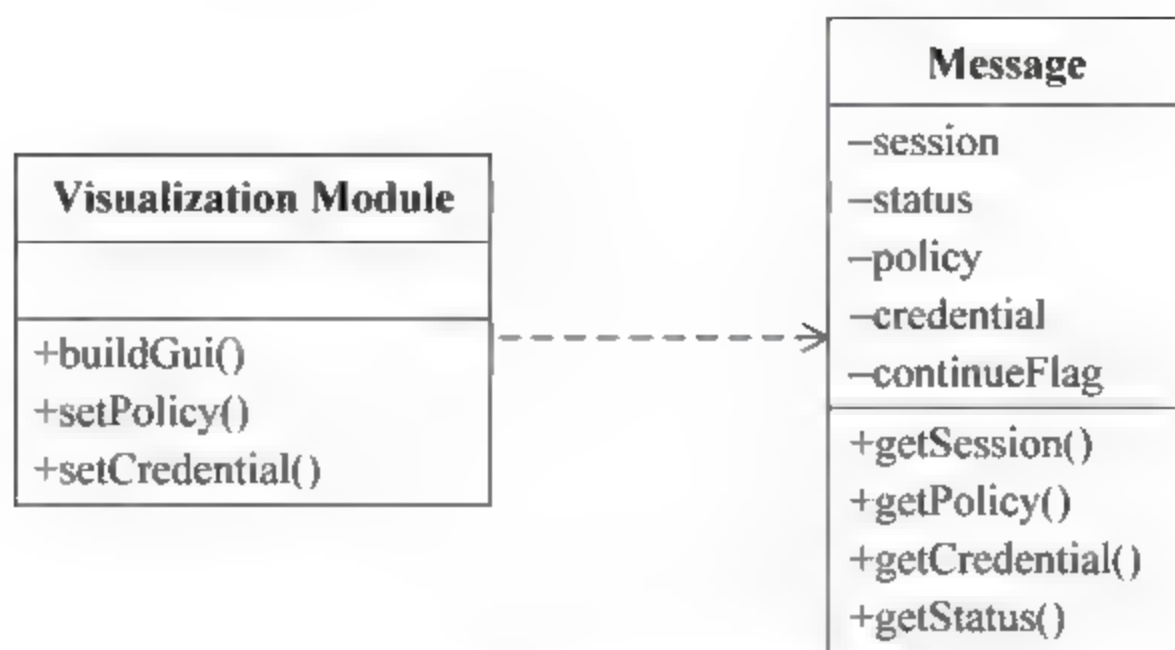 Visualization Module
+buildGui()
+setPolicy()
+setCredential()
Message
–session
–status
–policy
–credential
–continueFlag
+getSession()
+getPolicy()
+getCredential()
+getStatus()